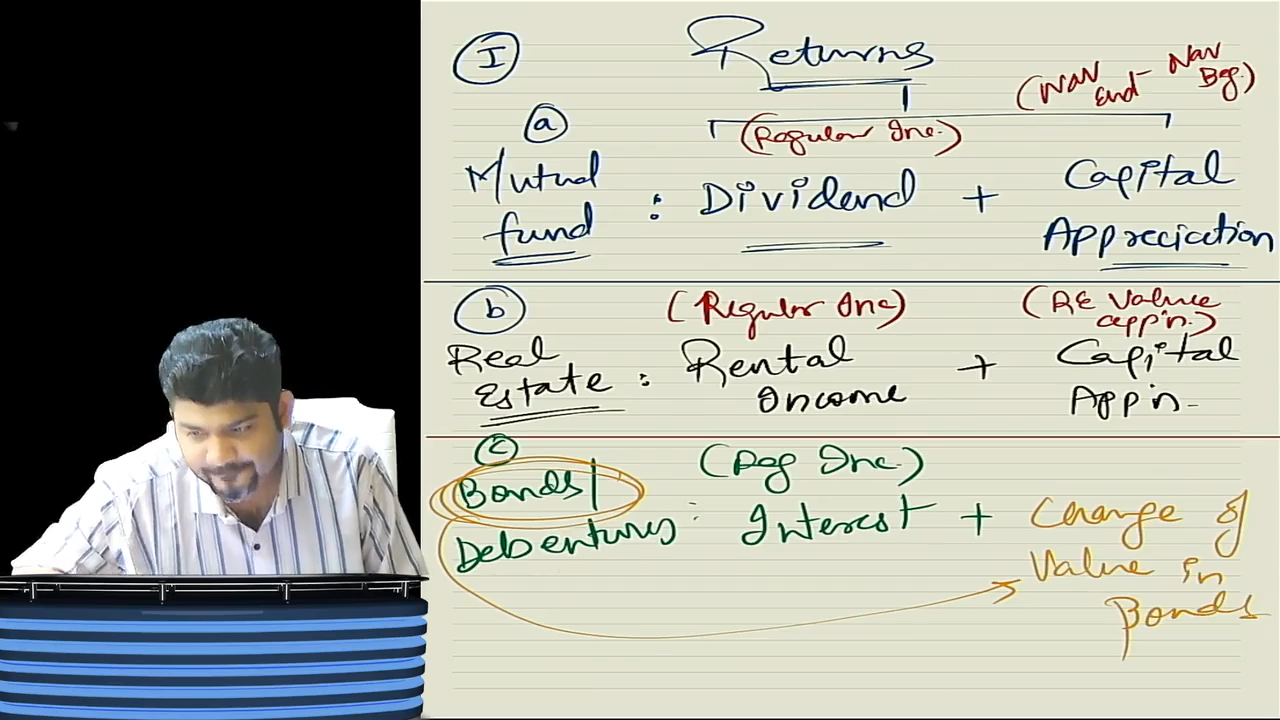 I Returns
(Nav End - Nav Beg.)
a (Regular Inc.)
Mutual fund : Dividend + Capital Appreciation
b (Regular Inc) (RE Value app'n.)
Real Estate : Rental Income + Capital App'n.
c (Reg Inc.)
Bonds/ Debentures : Interest + Change of Value in Bonds